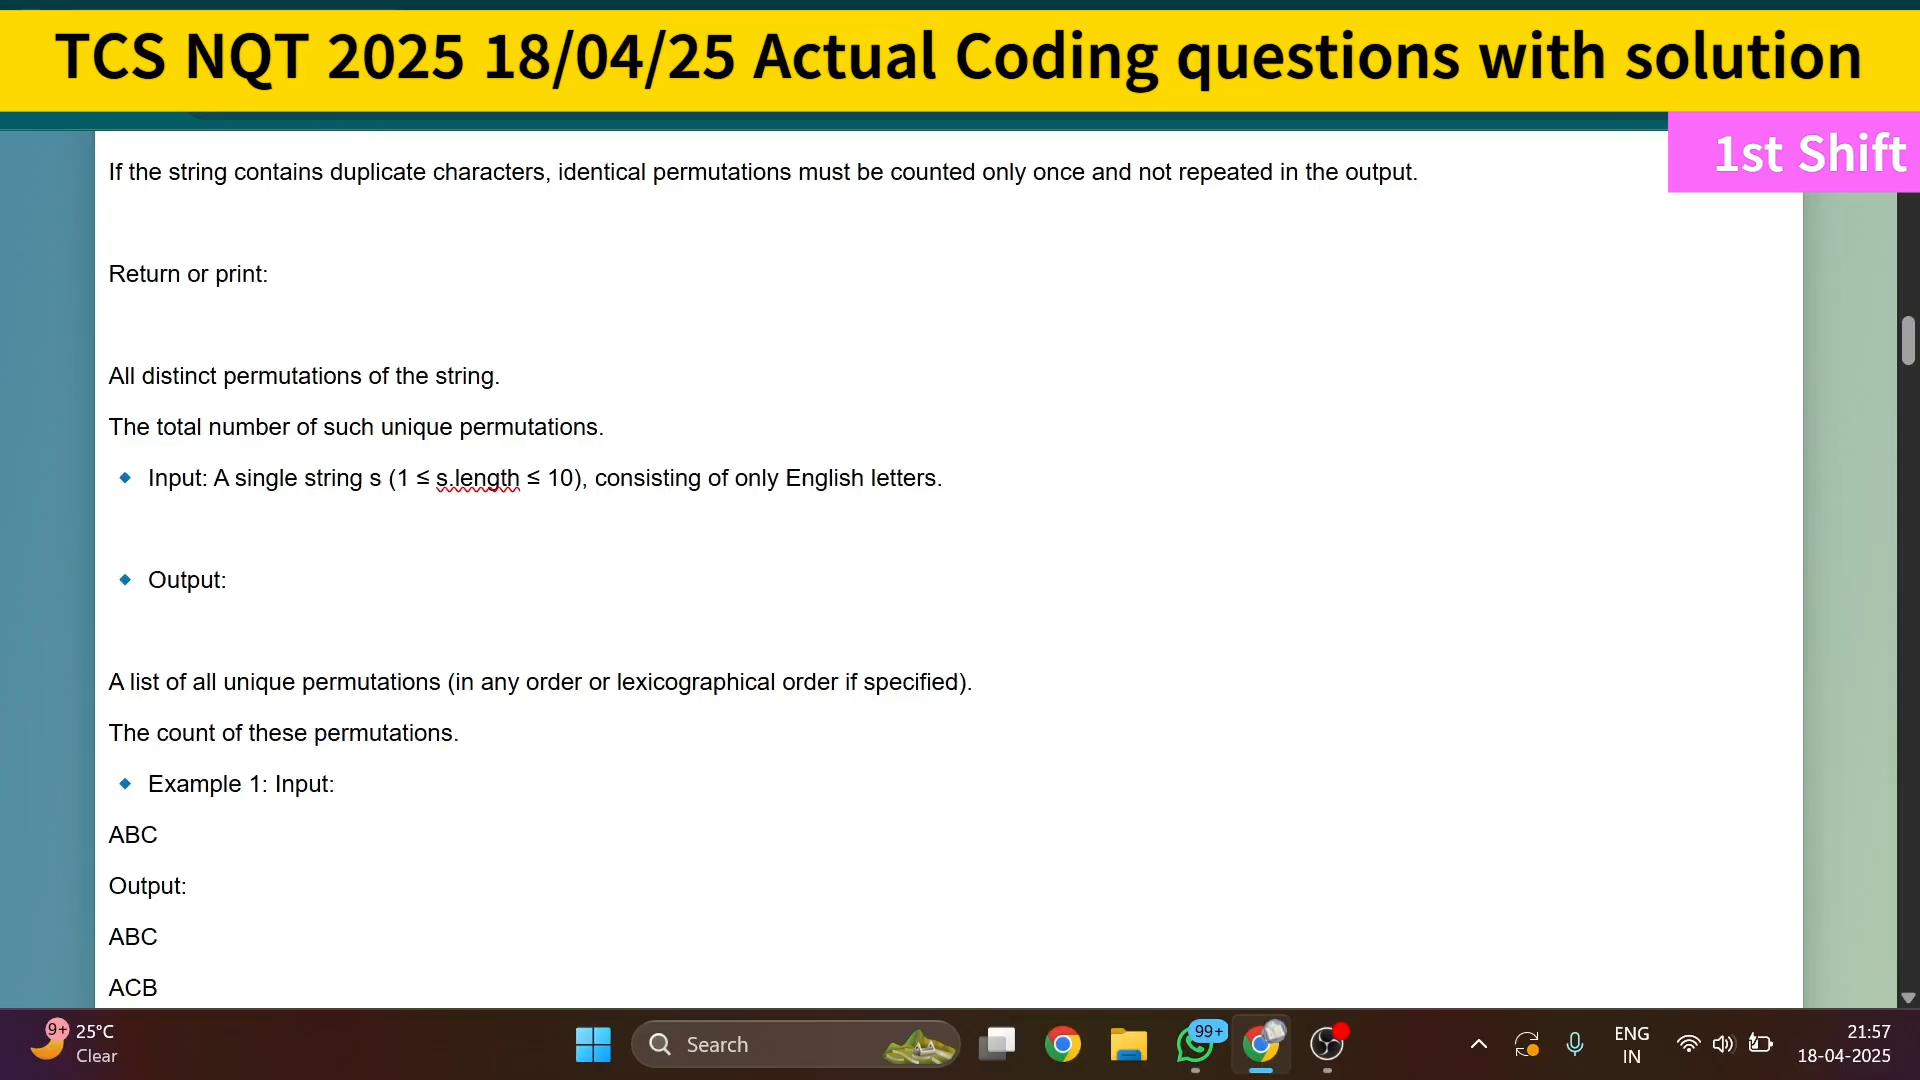 TCS NQT 2025 18/04/25 Actual Coding questions with solution
1st Shift
If the string contains duplicate characters, identical permutations must be counted only once and not repeated in the output.
Return or print:
All distinct permutations of the string.
The total number of such unique permutations.
Input: A single string s (1 ≤ s.length ≤ 10), consisting of only English letters.
Output:
A list of all unique permutations (in any order or lexicographical order if specified).
The count of these permutations.
Example 1: Input:
ABC
Output:
ABC
ACB
9+
25°C
Clear
Search
99+
ENG
IN
21:57
18-04-2025